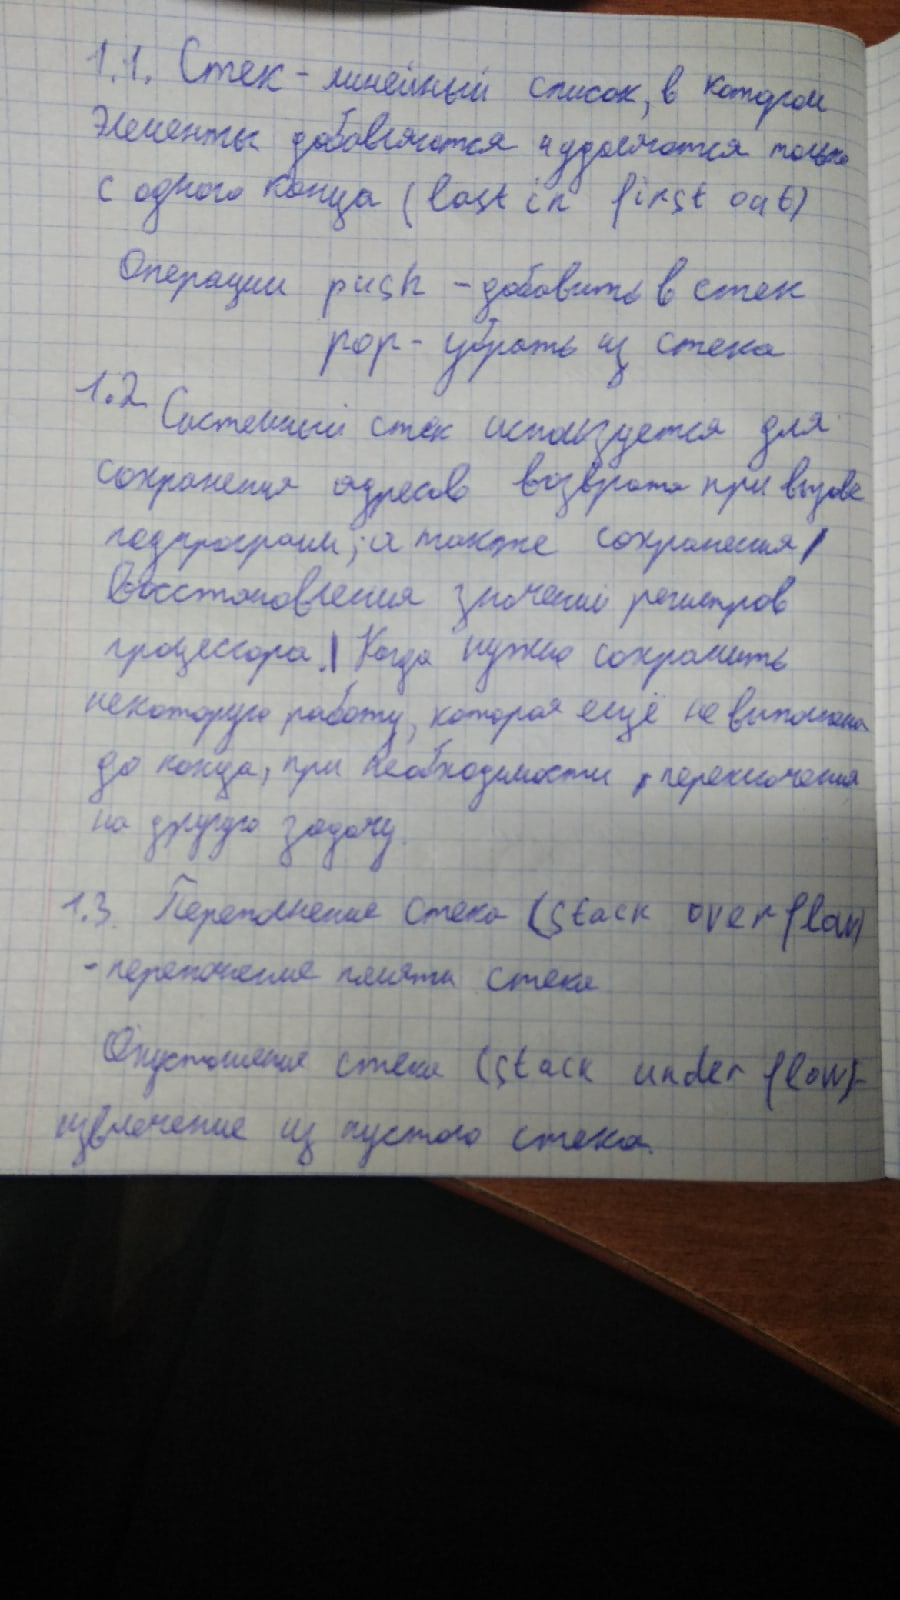 1.1. Стек - линейный список, в котором
Элементы добавляются и удаляются только
с одного конца (last in first out)
Операции push - добавить в стек
pop - убрать из стека
1.2 Системный стек используется для
сохранения адресов возврата при вызове
подпрограмм, а также сохранения /
Восстановления значений регистров
процессора. | Когда нужно сохранить
некоторую работу, которая ещё не выполнена
до конца, при необходимости переключения
на другую задачу.
1.3. Переполнение стека (stack overflow)
- переполнение памяти стека
Опустошение стека (stack underflow) -
извлечение из пустого стека.